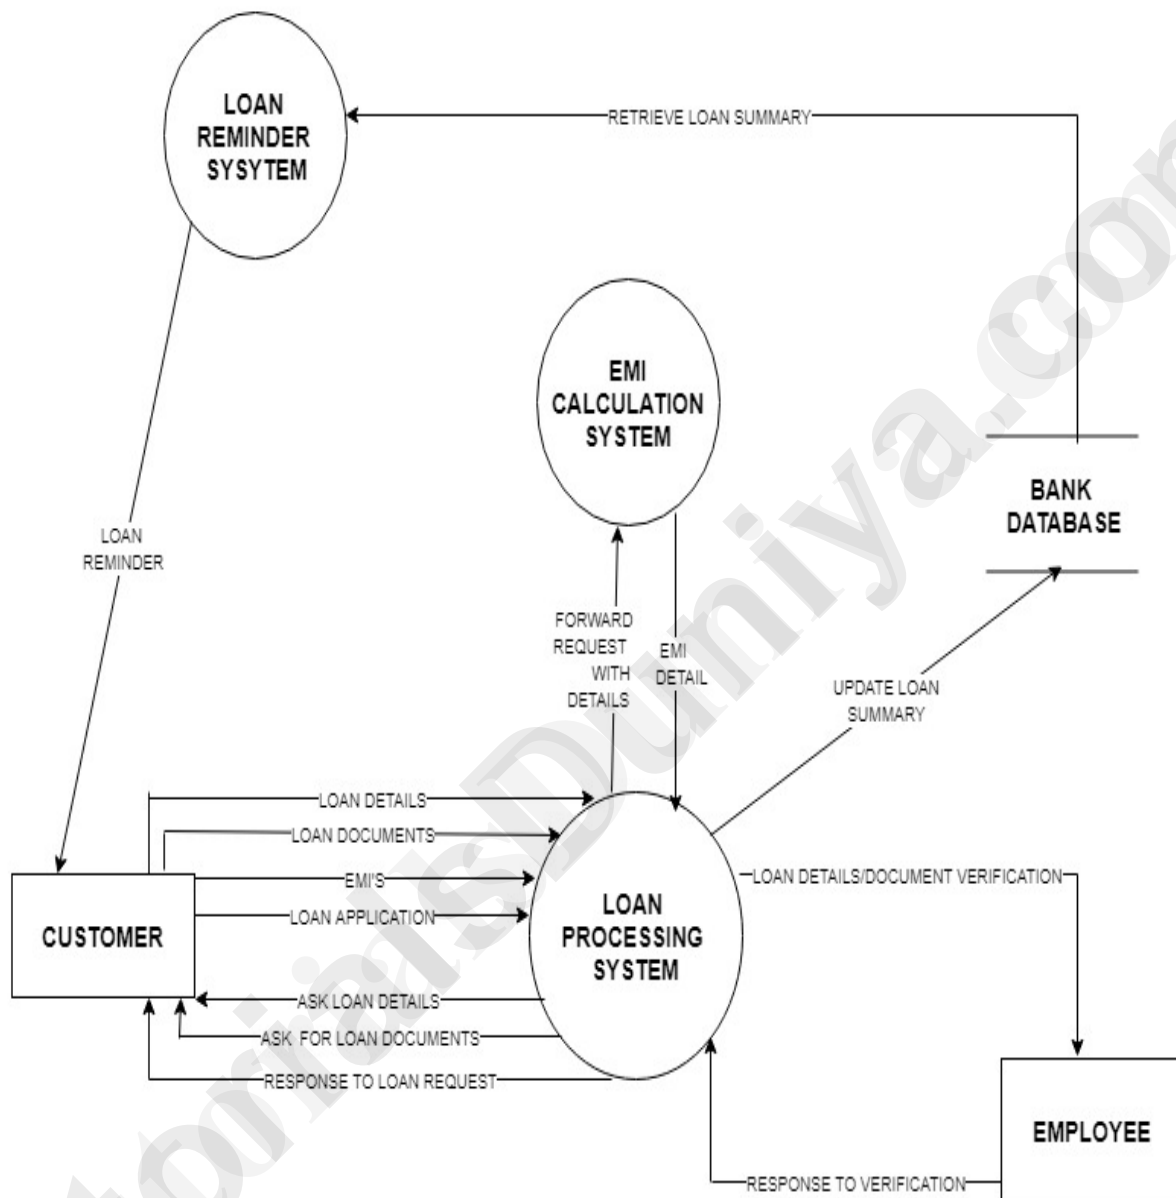 LOAN
REMINDER
SYSYTEM
RETRIEVE LOAN SUMMARY
EMI
CALCULATION
SYSTEM
BANK
DATABASE
LOAN
REMINDER
FORWARD
REQUEST
WITH
DETAILS
EMI
DETAIL
UPDATE LOAN
SUMMARY
LOAN DETAILS
LOAN DOCUMENTS
EMI'S
LOAN APPLICATION
CUSTOMER
LOAN
PROCESSING
SYSTEM
LOAN DETAILS/DOCUMENT VERIFICATION
ASK LOAN DETAILS
ASK FOR LOAN DOCUMENTS
RESPONSE TO LOAN REQUEST
EMPLOYEE
RESPONSE TO VERIFICATION
torialsDuniya.com